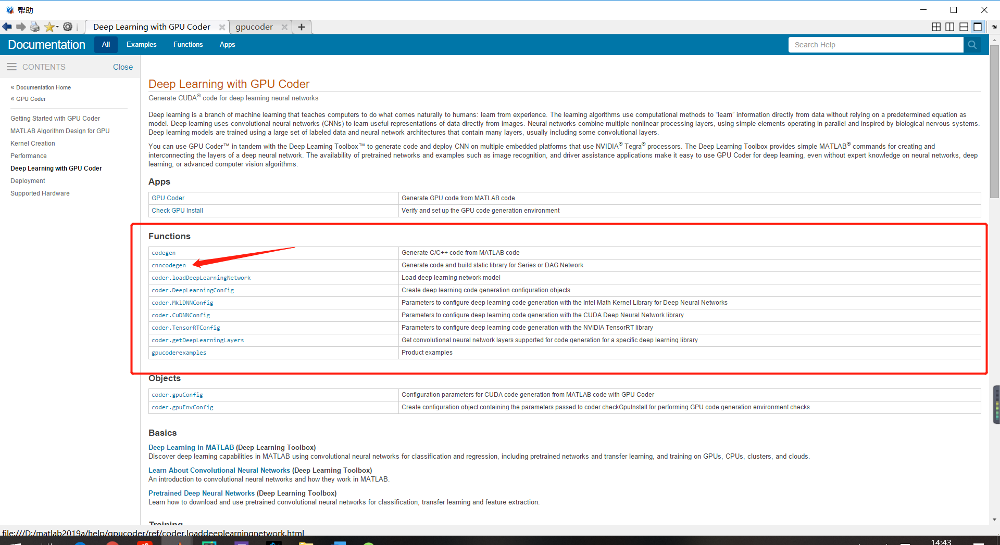 帮助
Deep Learning with GPU Coder
gpucoder
Documentation
All
Examples
Functions
Apps
Search Help
CONTENTS
Close
« Documentation Home
« GPU Coder
Getting Started with GPU Coder
MATLAB Algorithm Design for GPU
Kernel Creation
Performance
Deep Learning with GPU Coder
Deployment
Supported Hardware
Deep Learning with GPU Coder
Generate CUDA® code for deep learning neural networks
Deep learning is a branch of machine learning that teaches computers to do what comes naturally to humans: learn from experience. The learning algorithms use computational methods to “learn” information directly from data without relying on a predetermined equation as
model. Deep learning uses convolutional neural networks (CNNs) to learn useful representations of data directly from images. Neural networks combine multiple nonlinear processing layers, using simple elements operating in parallel and inspired by biological nervous systems.
Deep learning models are trained using a large set of labeled data and neural network architectures that contain many layers, usually including some convolutional layers.
You can use GPU Coder™ in tandem with the Deep Learning Toolbox™ to generate code and deploy CNN on multiple embedded platforms that use NVIDIA® Tegra® processors. The Deep Learning Toolbox provides simple MATLAB® commands for creating and
interconnecting the layers of a deep neural network. The availability of pretrained networks and examples such as image recognition, and driver assistance applications make it easy to use GPU Coder for deep learning, even without expert knowledge on neural networks, deep
learning, or advanced computer vision algorithms.
Apps
GPU Coder Generate GPU code from MATLAB code
Check GPU Install Verify and set up the GPU code generation environment
Functions
codegen Generate C/C++ code from MATLAB code
cnncodegen Generate code and build static library for Series or DAG Network
coder.loadDeepLearningNetwork Load deep learning network model
coder.DeepLearningConfig Create deep learning code generation configuration objects
coder.MklDNNConfig Parameters to configure deep learning code generation with the Intel Math Kernel Library for Deep Neural Networks
coder.CuDNNConfig Parameters to configure deep learning code generation with the CUDA Deep Neural Network library
coder.TensorRTConfig Parameters to configure deep learning code generation with the NVIDIA TensorRT library
coder.getDeepLearningLayers Get convolutional neural network layers supported for code generation for a specific deep learning library
gpucoderexamples Product examples
Objects
coder.gpuConfig Configuration parameters for CUDA code generation from MATLAB code with GPU Coder
coder.gpuEnvConfig Create configuration object containing the parameters passed to coder.checkGpuInstall for performing GPU code generation environment checks
Basics
Deep Learning in MATLAB (Deep Learning Toolbox)
Discover deep learning capabilities in MATLAB using convolutional neural networks for classification and regression, including pretrained networks and transfer learning, and training on GPUs, CPUs, clusters, and clouds.
Learn About Convolutional Neural Networks (Deep Learning Toolbox)
An introduction to convolutional neural networks and how they work in MATLAB.
Pretrained Deep Neural Networks (Deep Learning Toolbox)
Learn how to download and use pretrained convolutional neural networks for classification, transfer learning and feature extraction.
Training
file:///D:/matlab2019a/help/gpucoder/ref/coder.loaddeeplearningnetwork.html
14:43